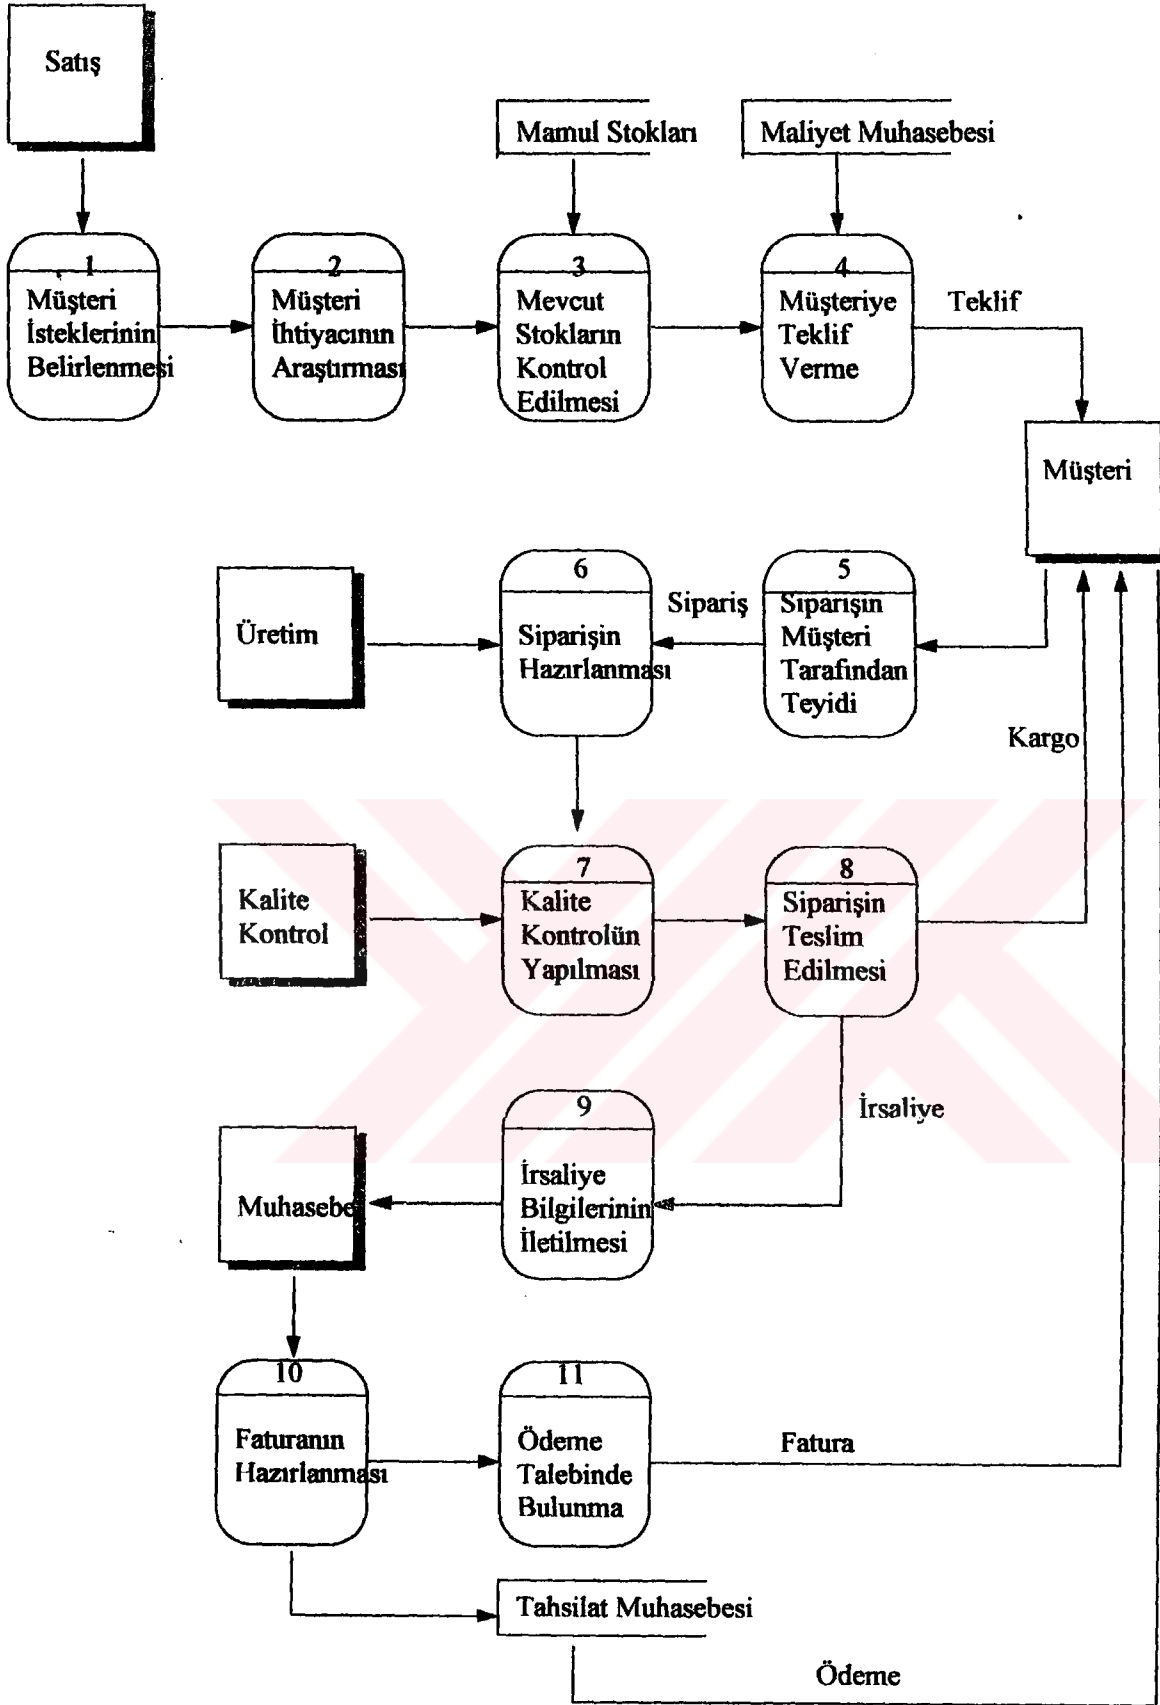 Satış
Mamul Stokları
Maliyet Muhasebesi
1
Müşteri
İsteklerinin
Belirlenmesi
2
Müşteri
İhtiyacının
Araştırması
3
Mevcut
Stokların
Kontrol
Edilmesi
4
Müşteriye
Teklif
Verme
Teklif
Müşteri
Üretim
6
Siparişin
Hazırlanması
Sipariş
5
Siparişin
Müşteri
Tarafından
Teyidi
Kargo
Kalite
Kontrol
7
Kalite
Kontrolün
Yapılması
8
Siparişin
Teslim
Edilmesi
İrsaliye
Muhasebe
9
İrsaliye
Bilgilerinin
İletilmesi
10
Faturanın
Hazırlanması
11
Ödeme
Talebinde
Bulunma
Fatura
Tahsilat Muhasebesi
Ödeme